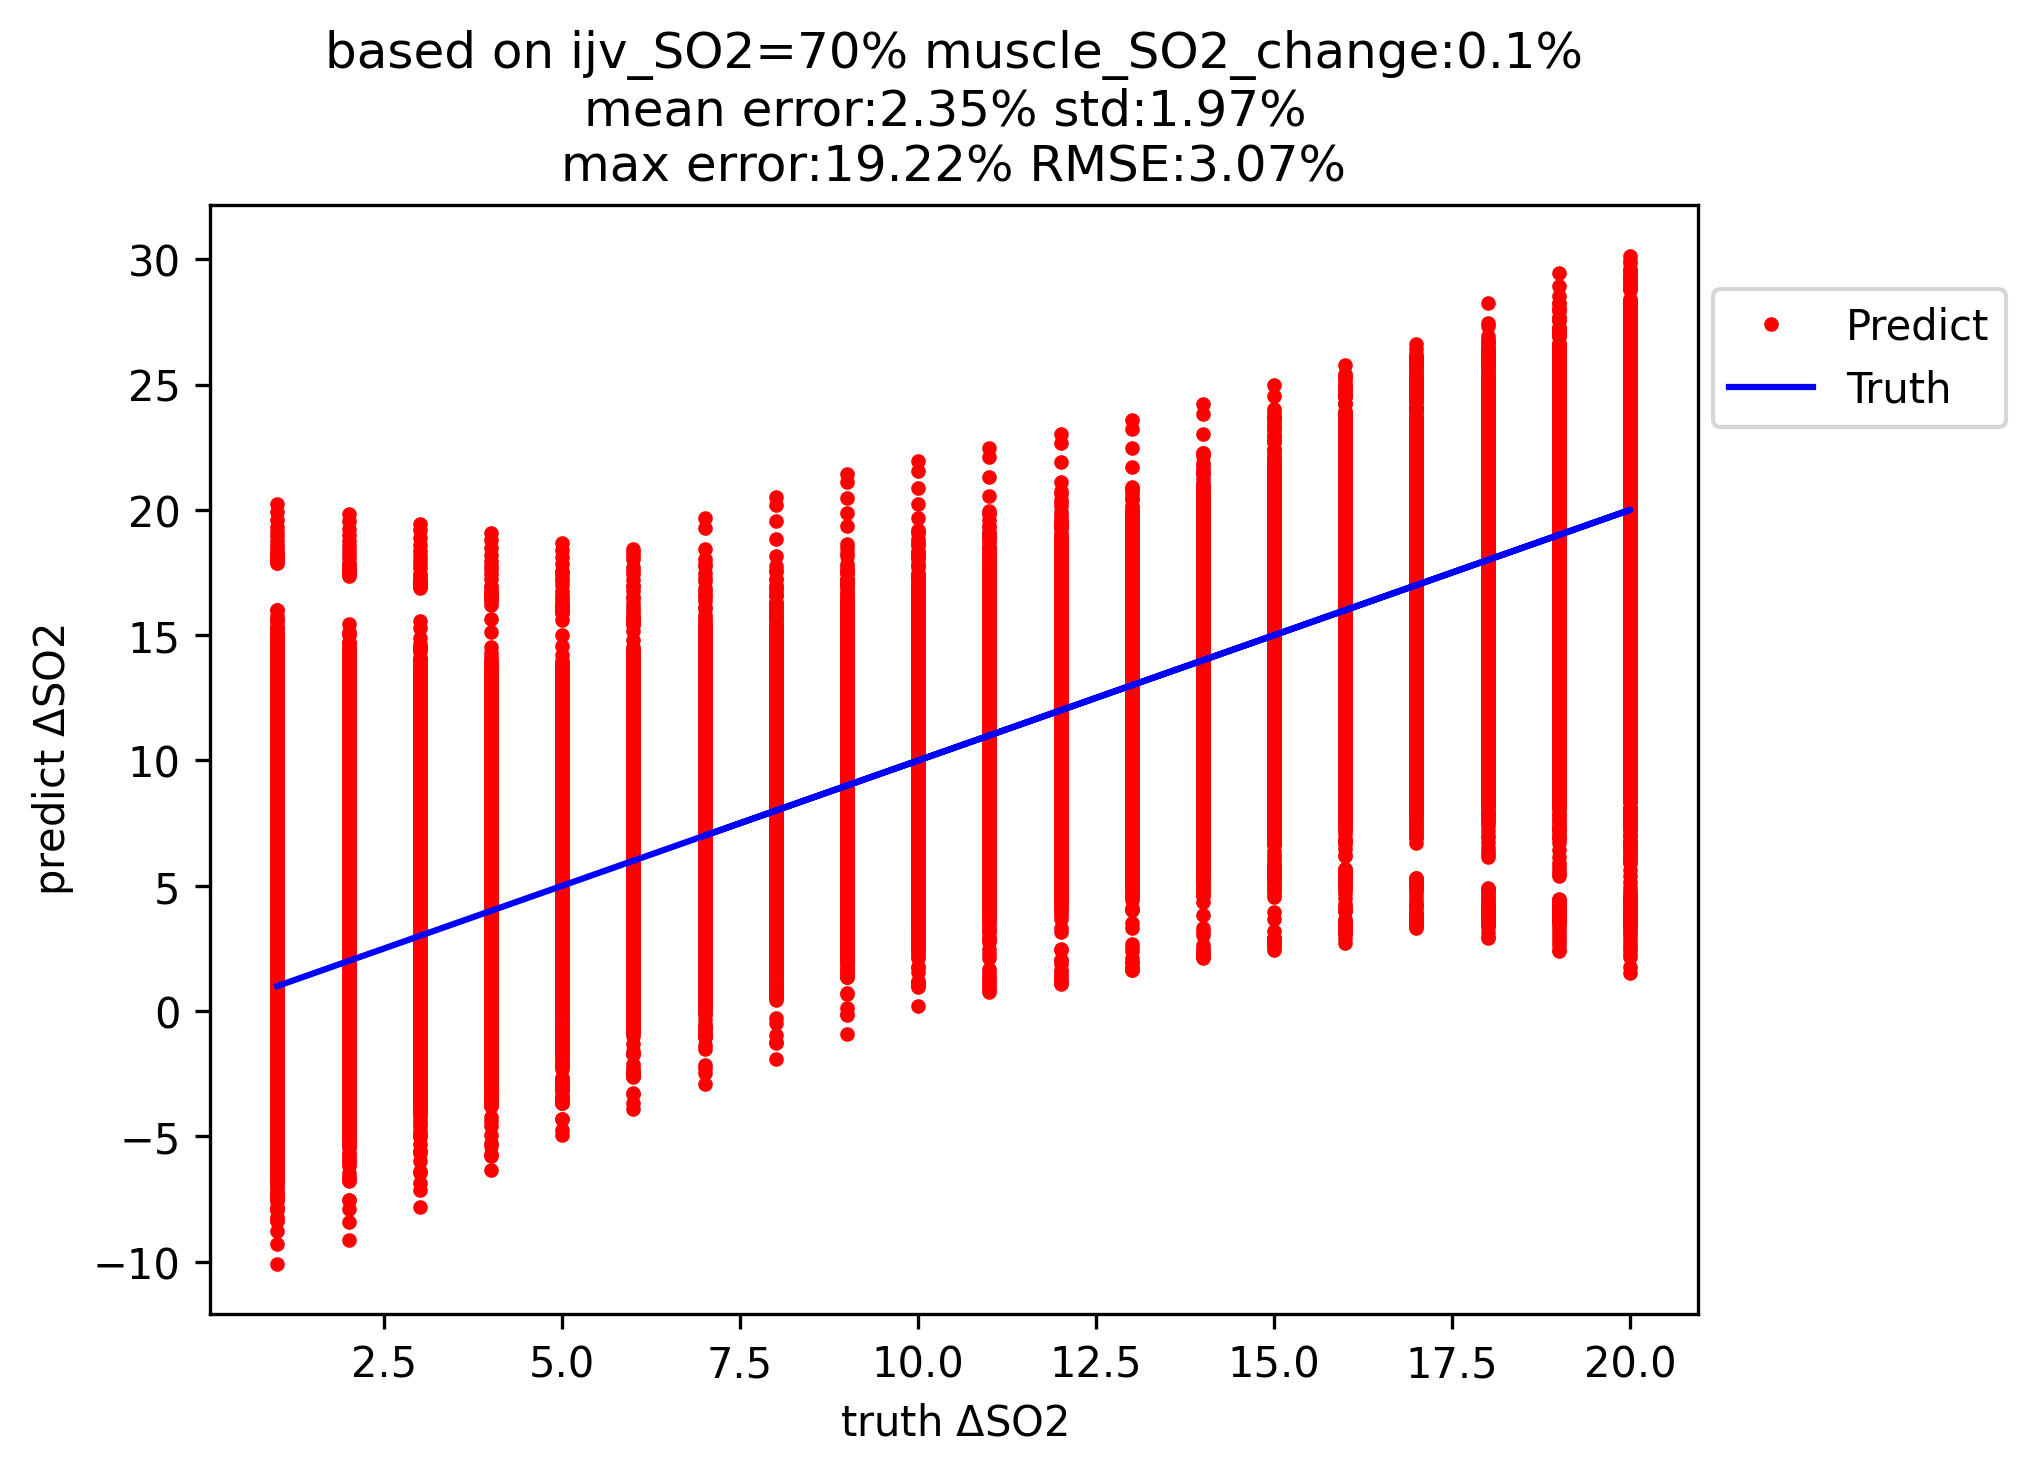 based on ijv_SO2=70% muscle_SO2_change:0.1%
mean error:2.35% std:1.97%
max error:19.22% RMSE:3.07%
30
25
20
15
10
5
0
−5
−10
predict ΔSO2
2.5 5.0 7.5 10.0 12.5 15.0 17.5 20.0
truth ΔSO2
Predict
Truth